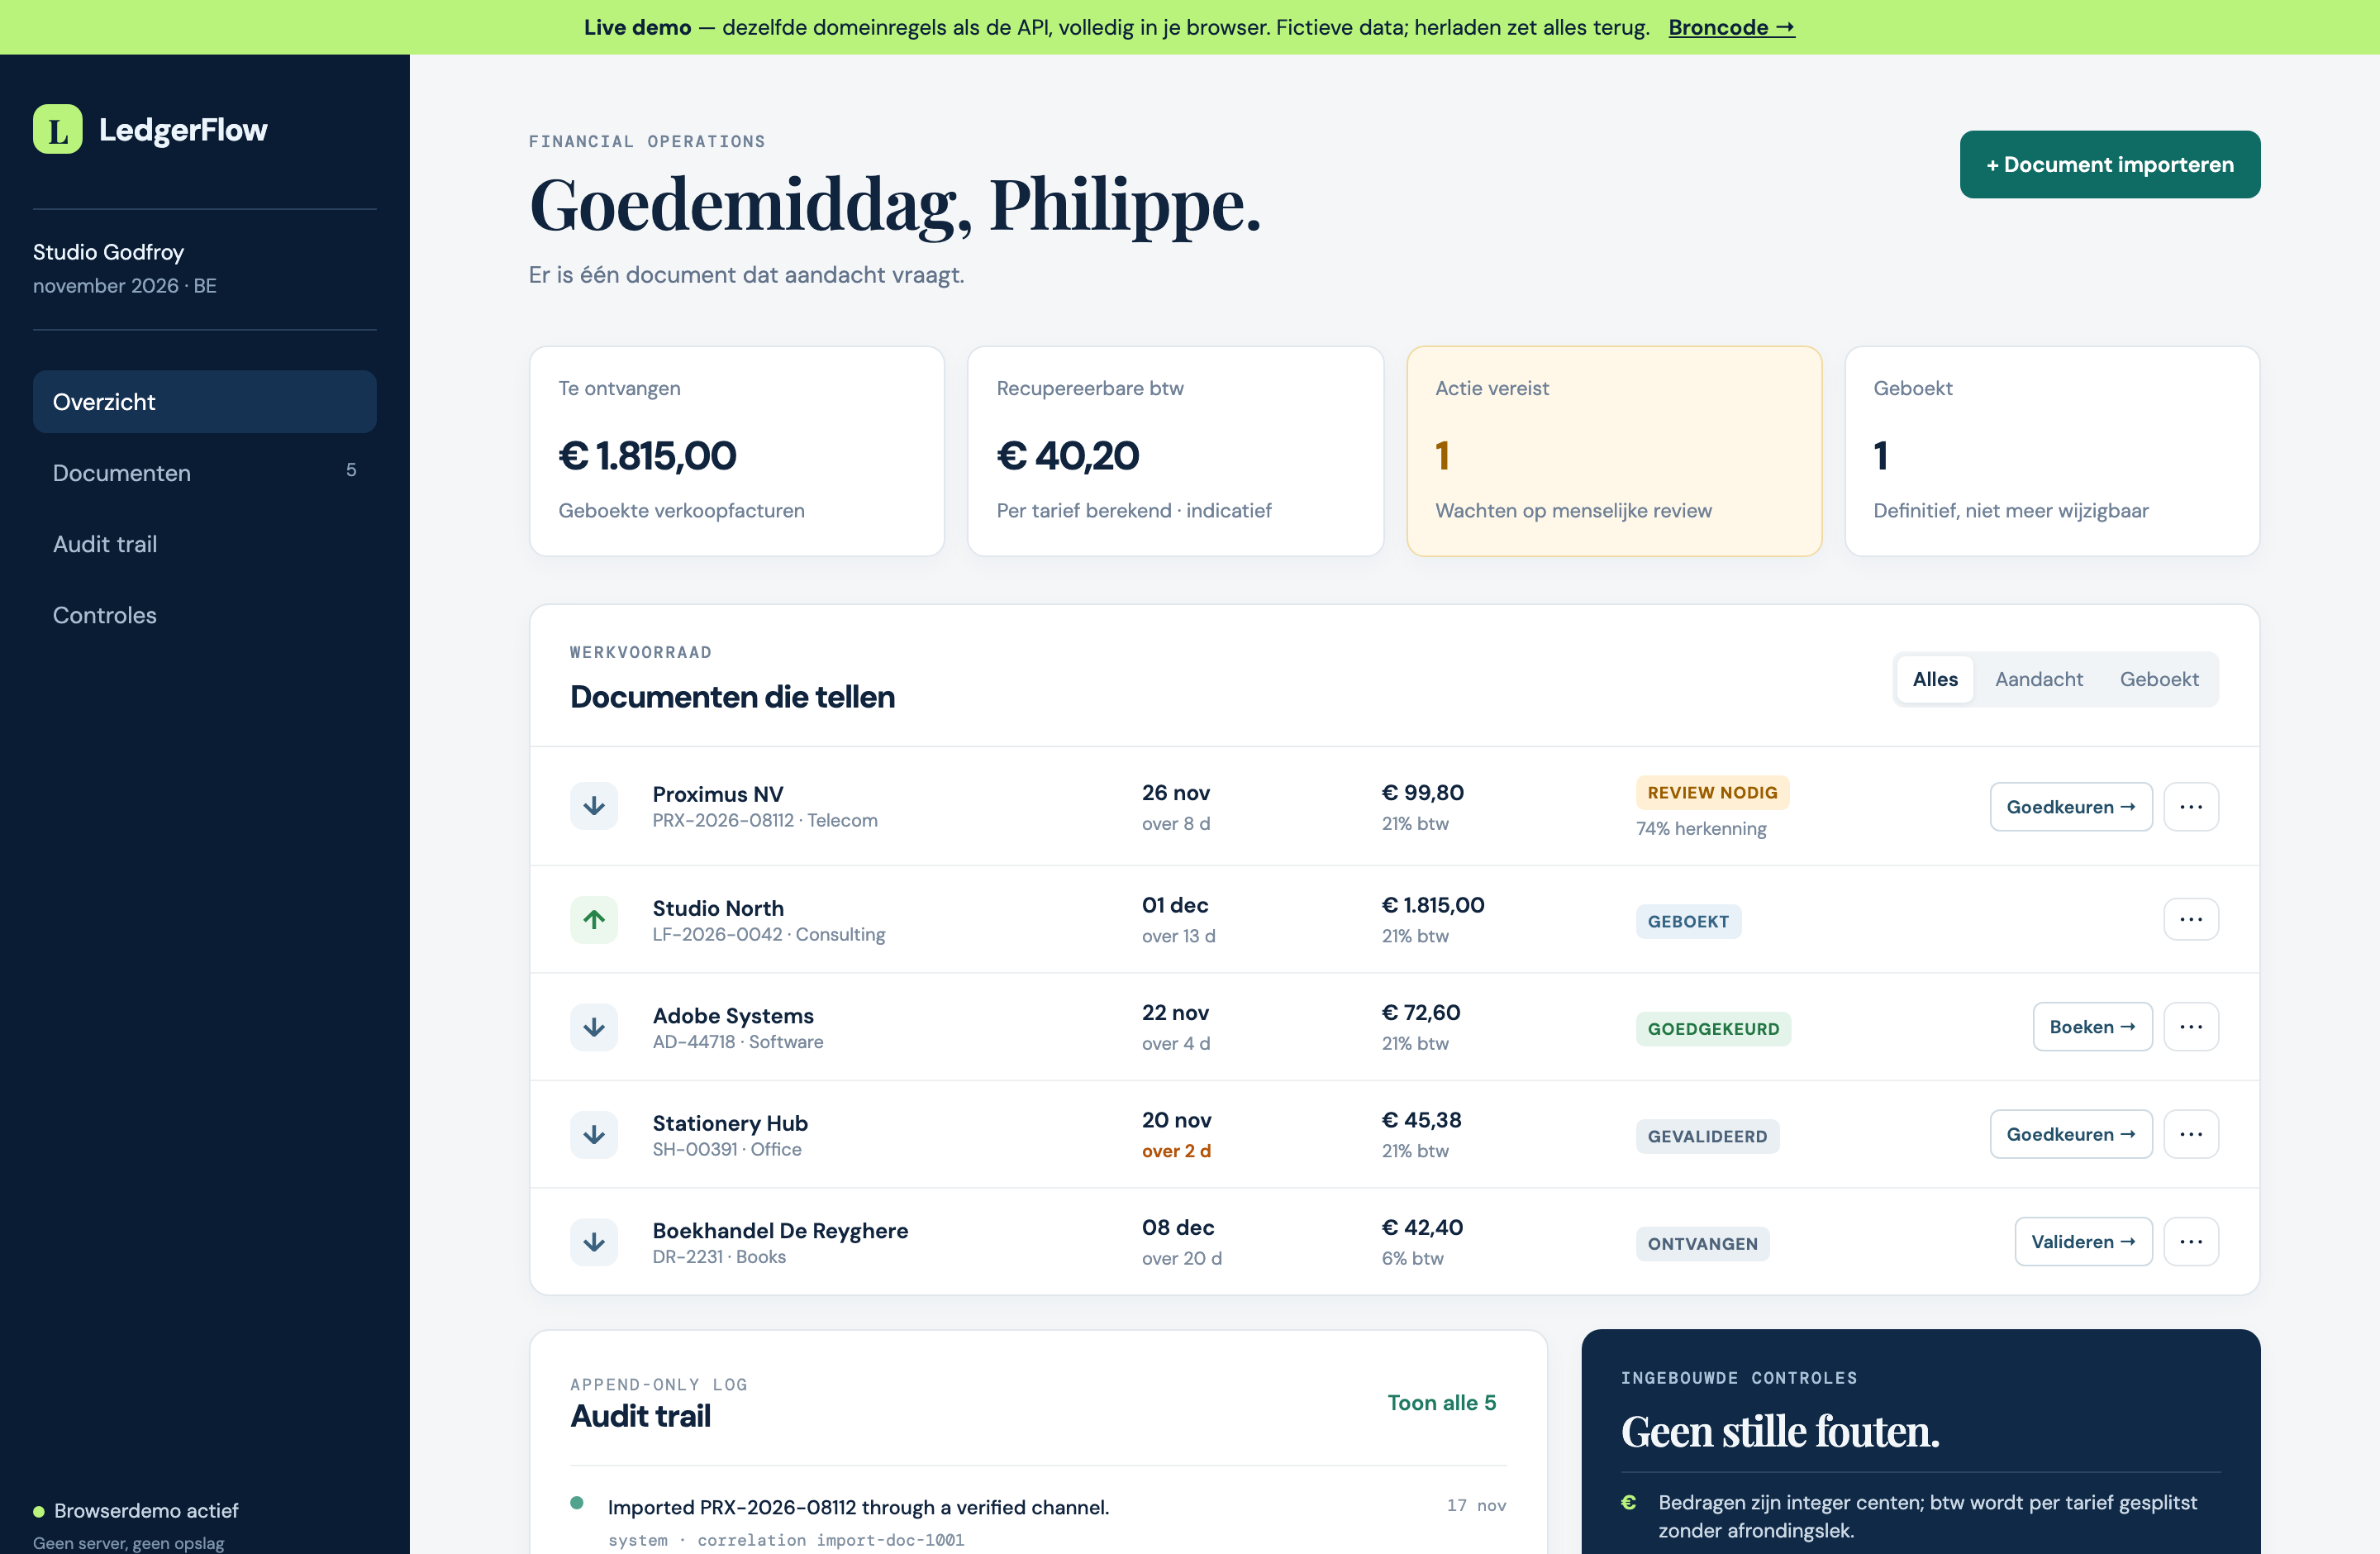 Live demo — dezelfde domeinregels als de API, volledig in je browser. Fictieve data; herladen zet alles terug. Broncode →
L LedgerFlow
Studio Godfroy
november 2026 · BE
Overzicht
Documenten 5
Audit trail
Controles
Browserdemo actief
Geen server, geen opslag
FINANCIAL OPERATIONS
Goedemiddag, Philippe.
Er is één document dat aandacht vraagt.
+ Document importeren
Te ontvangen
€ 1.815,00
Geboekte verkoopfacturen
Recupereerbare btw
€ 40,20
Per tarief berekend · indicatief
Actie vereist
1
Wachten op menselijke review
Geboekt
1
Definitief, niet meer wijzigbaar
WERKVOORRAAD
Documenten die tellen
Alles Aandacht Geboekt
Proximus NV 26 nov € 99,80 REVIEW NODIG Goedkeuren → ···
PRX-2026-08112 · Telecom over 8 d 21% btw 74% herkenning
Studio North 01 dec € 1.815,00 GEBOEKT ···
LF-2026-0042 · Consulting over 13 d 21% btw
Adobe Systems 22 nov € 72,60 GOEDGEKEURD Boeken → ···
AD-44718 · Software over 4 d 21% btw
Stationery Hub 20 nov € 45,38 GEVALIDEERD Goedkeuren → ···
SH-00391 · Office over 2 d 21% btw
Boekhandel De Reyghere 08 dec € 42,40 ONTVANGEN Valideren → ···
DR-2231 · Books over 20 d 6% btw
APPEND-ONLY LOG
Audit trail
Toon alle 5
Imported PRX-2026-08112 through a verified channel. 17 nov
system · correlation import-doc-1001
INGEBOUWDE CONTROLES
Geen stille fouten.
€ Bedragen zijn integer centen; btw wordt per tarief gesplitst
zonder afrondingslek.